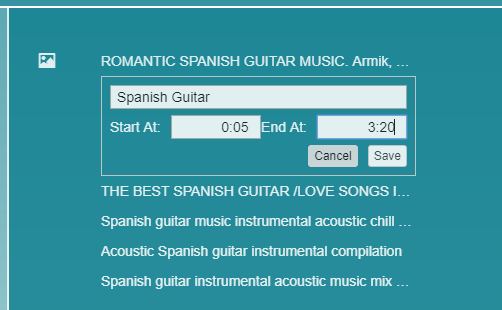 ROMANTIC SPANISH GUITAR MUSIC. Armik, ...
Spanish Guitar
Start At: 0:05 End At: 3:20
Cancel Save
THE BEST SPANISH GUITAR /LOVE SONGS I...
Spanish guitar music instrumental acoustic chill ...
Acoustic Spanish guitar instrumental compilation
Spanish guitar instrumental acoustic music mix ...